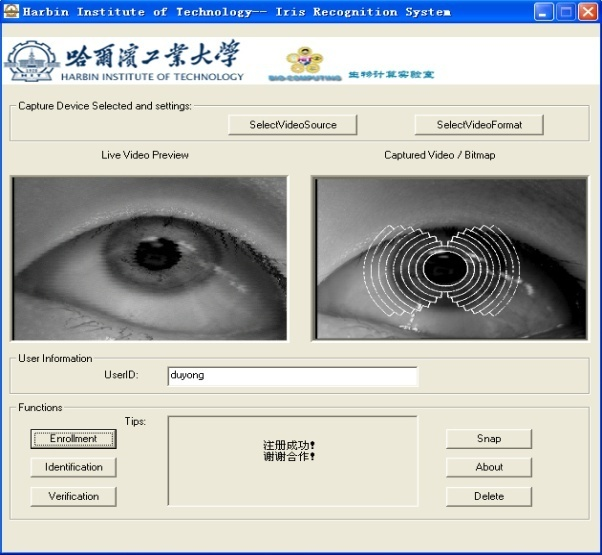 Harbin Institute of Technology-- Iris Recognition System
哈爾濱工業大學
HARBIN INSTITUTE OF TECHNOLOGY
BIO-COMPUTING
生物计算实验室
Capture Device Selected and settings:
SelectVideoSource
SelectVideoFormat
Live Video Preview
Captured Video / Bitmap
User Information
UserID:
duyong
Functions
Tips:
Enrollment
注册成功!
Snap
谢谢合作!
Identification
About
Verification
Delete